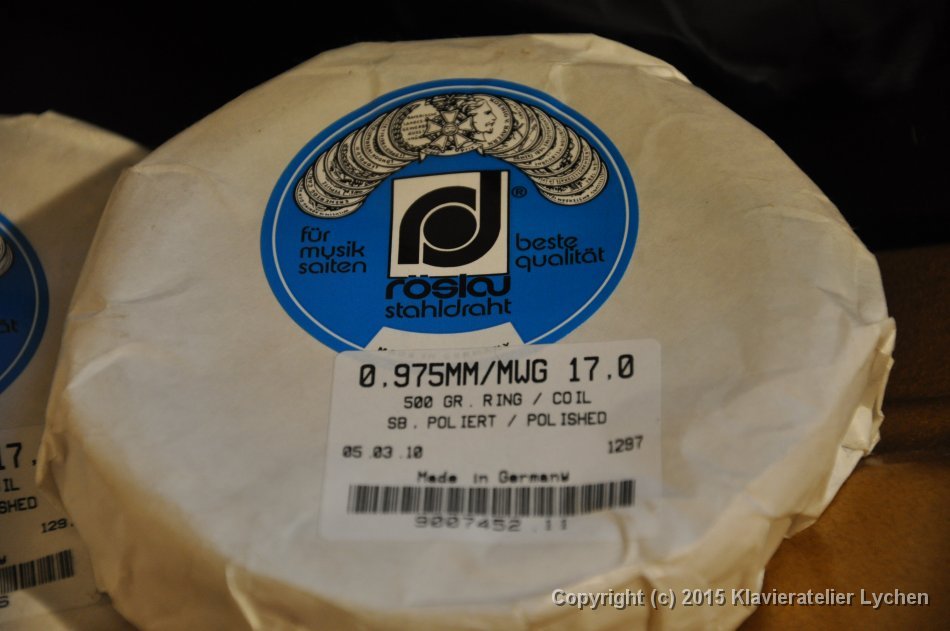 für
musik
saiten
beste
qualität
®
röslau
stahldraht
0.975MM/MWG 17.0
500 GR. RING / COIL
SB. POLIERT / POLISHED
05.03.10
1297
Made in Germany
9007452.11
17.
IL
SHED
129.
ät
Copyright (c) 2015 Klavieratelier Lychen